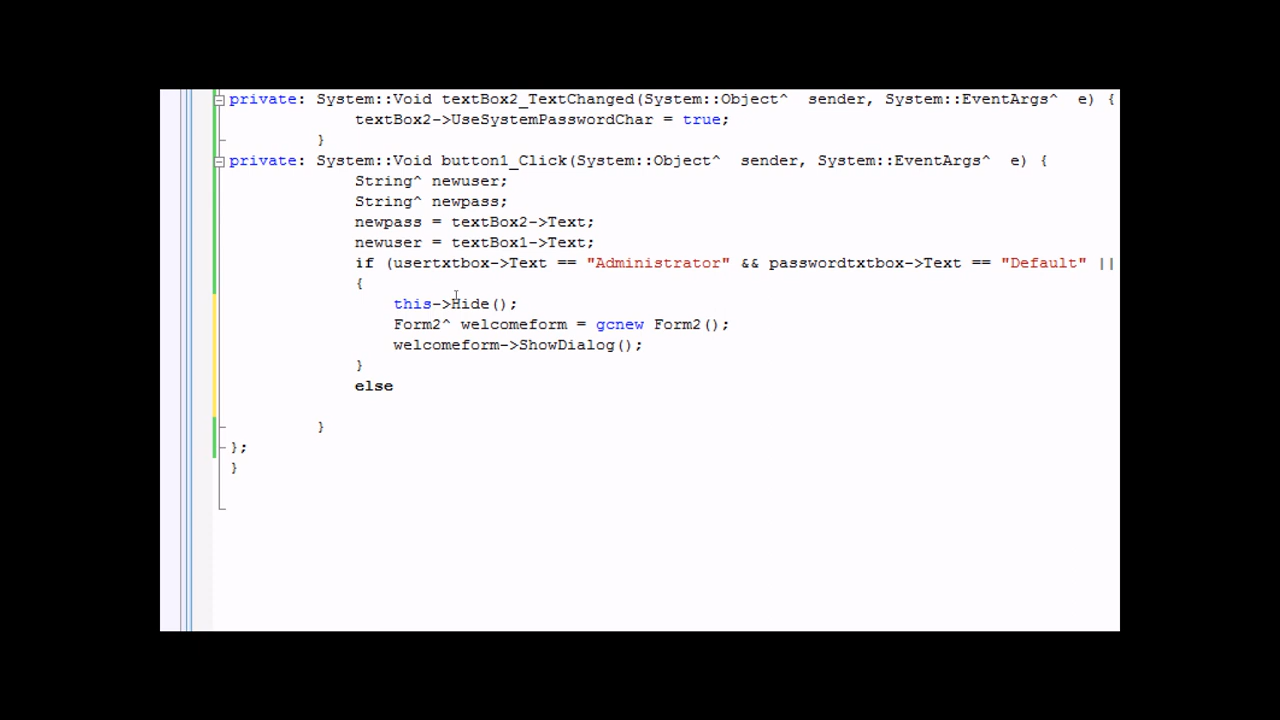 private: System::Void textBox2_TextChanged(System::Object^  sender, System::EventArgs^  e) {
textBox2->UseSystemPasswordChar = true;
}
private: System::Void button1_Click(System::Object^  sender, System::EventArgs^  e) {
String^ newuser;
String^ newpass;
newpass = textBox2->Text;
newuser = textBox1->Text;
if (usertxtbox->Text == "Administrator" && passwordtxtbox->Text == "Default" ||
{
this->Hide();
Form2^ welcomeform = gcnew Form2();
welcomeform->ShowDialog();
}
else
}
};
}